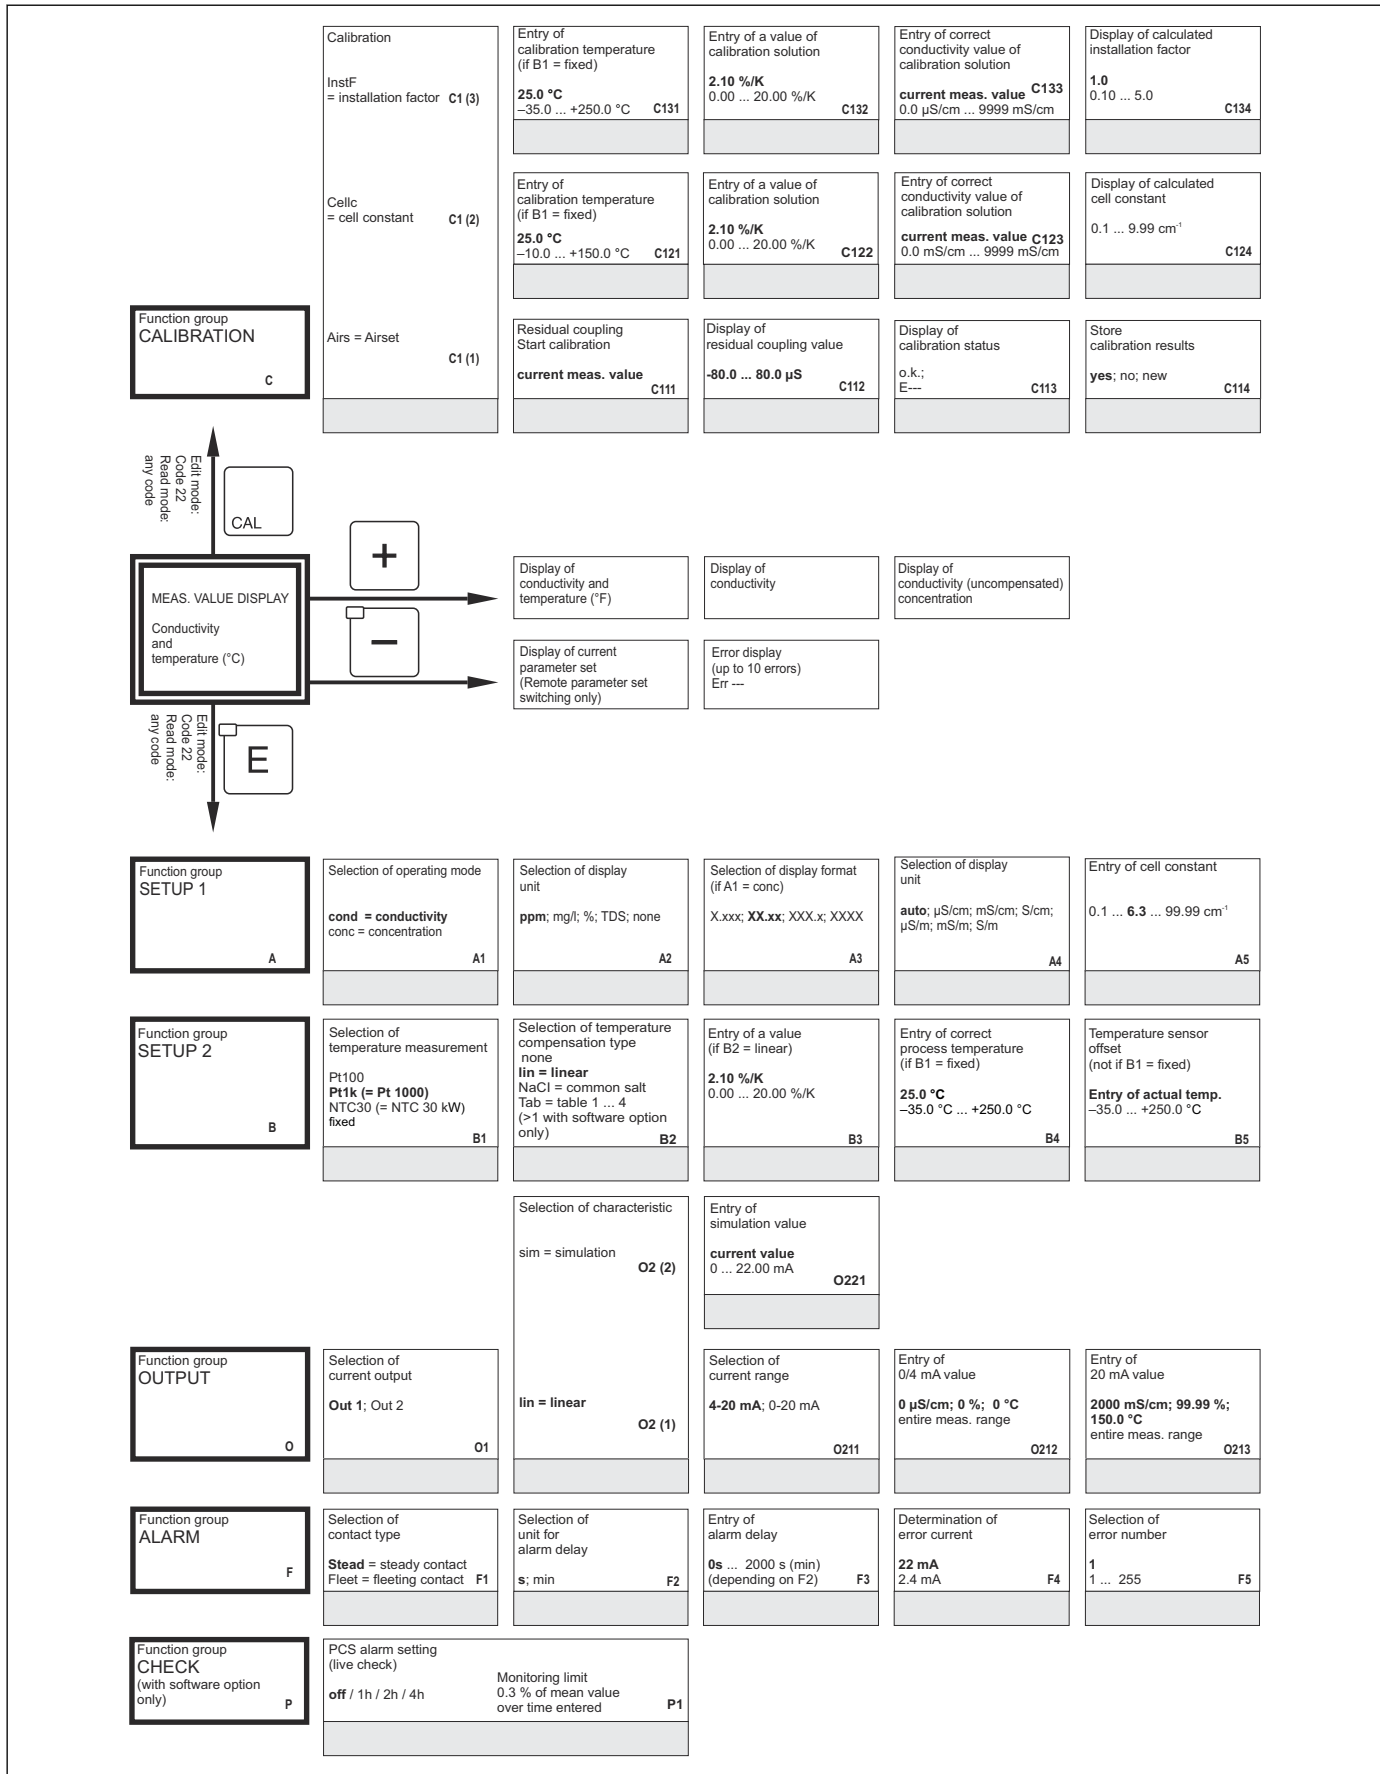 Calibration
InstF
= installation factor C1 (3)
Entry of
calibration temperature
(if B1 = fixed)
25.0 °C
–35.0 ... +250.0 °C C131
Entry of a value of
calibration solution
2.10 %/K
0.00 ... 20.00 %/K C132
Entry of correct
conductivity value of
calibration solution
current meas. value C133
0.0 µS/cm ... 9999 mS/cm
Display of calculated
installation factor
1.0
0.10 ... 5.0
C134
Cellc
= cell constant C1 (2)
Entry of
calibration temperature
(if B1 = fixed)
25.0 °C
–10.0 ... +150.0 °C C121
Entry of a value of
calibration solution
2.10 %/K
0.00 ... 20.00 %/K C122
Entry of correct
conductivity value of
calibration solution
current meas. value C123
0.0 mS/cm ... 9999 mS/cm
Display of calculated
cell constant
0.1 ... 9.99 cm⁻¹
C124
Function group
CALIBRATION
C
Airs = Airset
C1 (1)
Residual coupling
Start calibration
current meas. value
C111
Display of
residual coupling value
-80.0 ... 80.0 µS
C112
Display of
calibration status
o.k.;
E---
C113
Store
calibration results
yes; no; new
C114
Edit mode:
Code 22
Read mode:
any code
CAL
+
–
MEAS. VALUE DISPLAY
Conductivity
and
temperature (°C)
Display of
conductivity and
temperature (°F)
Display of
conductivity
Display of
conductivity (uncompensated)
concentration
Display of current
parameter set
(Remote parameter set
switching only)
Error display
(up to 10 errors)
Err ---
Edit mode:
Code 22
Read mode:
any code
E
Function group
SETUP 1
A
Selection of operating mode
cond = conductivity
conc = concentration
A1
Selection of display
unit
ppm; mg/l; %; TDS; none
A2
Selection of display format
(if A1 = conc)
X.xxx; XX.xx; XXX.x; XXXX
A3
Selection of display
unit
auto; µS/cm; mS/cm; S/cm;
µS/m; mS/m; S/m
A4
Entry of cell constant
0.1 ... 6.3 ... 99.99 cm⁻¹
A5
Function group
SETUP 2
B
Selection of
temperature measurement
Pt100
Pt1k (= Pt 1000)
NTC30 (= NTC 30 kW)
fixed
B1
Selection of temperature
compensation type
none
lin = linear
NaCl = common salt
Tab = table 1 ... 4
(>1 with software option
only) B2
Entry of a value
(if B2 = linear)
2.10 %/K
0.00 ... 20.00 %/K
B3
Entry of correct
process temperature
(if B1 = fixed)
25.0 °C
–35.0 °C ... +250.0 °C
B4
Temperature sensor
offset
(not if B1 = fixed)
Entry of actual temp.
–35.0 ... +250.0 °C
B5
Selection of characteristic
sim = simulation
O2 (2)
Entry of
simulation value
current value
0 ... 22.00 mA
O221
Function group
OUTPUT
O
Selection of
current output
Out 1; Out 2
O1
lin = linear
O2 (1)
Selection of
current range
4-20 mA; 0-20 mA
O211
Entry of
0/4 mA value
0 µS/cm; 0 %; 0 °C
entire meas. range
O212
Entry of
20 mA value
2000 mS/cm; 99.99 %;
150.0 °C
entire meas. range
O213
Function group
ALARM
F
Selection of
contact type
Stead = steady contact
Fleet = fleeting contact F1
Selection of
unit for
alarm delay
s; min F2
Entry of
alarm delay
0s ... 2000 s (min)
(depending on F2) F3
Determination of
error current
22 mA
2.4 mA F4
Selection of
error number
1
1 ... 255 F5
Function group
CHECK
(with software option
only) P
PCS alarm setting
(live check)
off / 1h / 2h / 4h
Monitoring limit
0.3 % of mean value
over time entered
P1